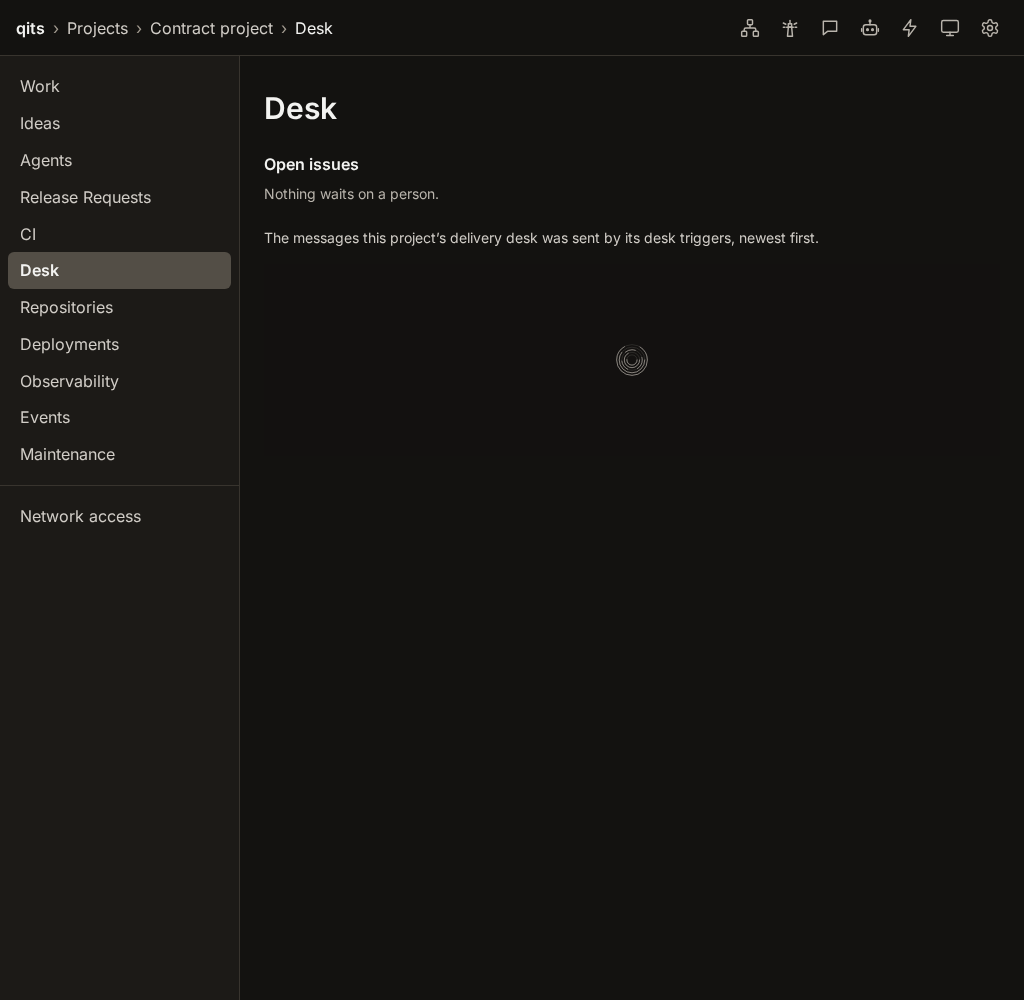 qits › Projects › Contract project › Desk
Work
Ideas
Agents
Release Requests
CI
Desk
Repositories
Deployments
Observability
Events
Maintenance
Network access
Desk
Open issues
Nothing waits on a person.
The messages this project’s delivery desk was sent by its desk triggers, newest first.